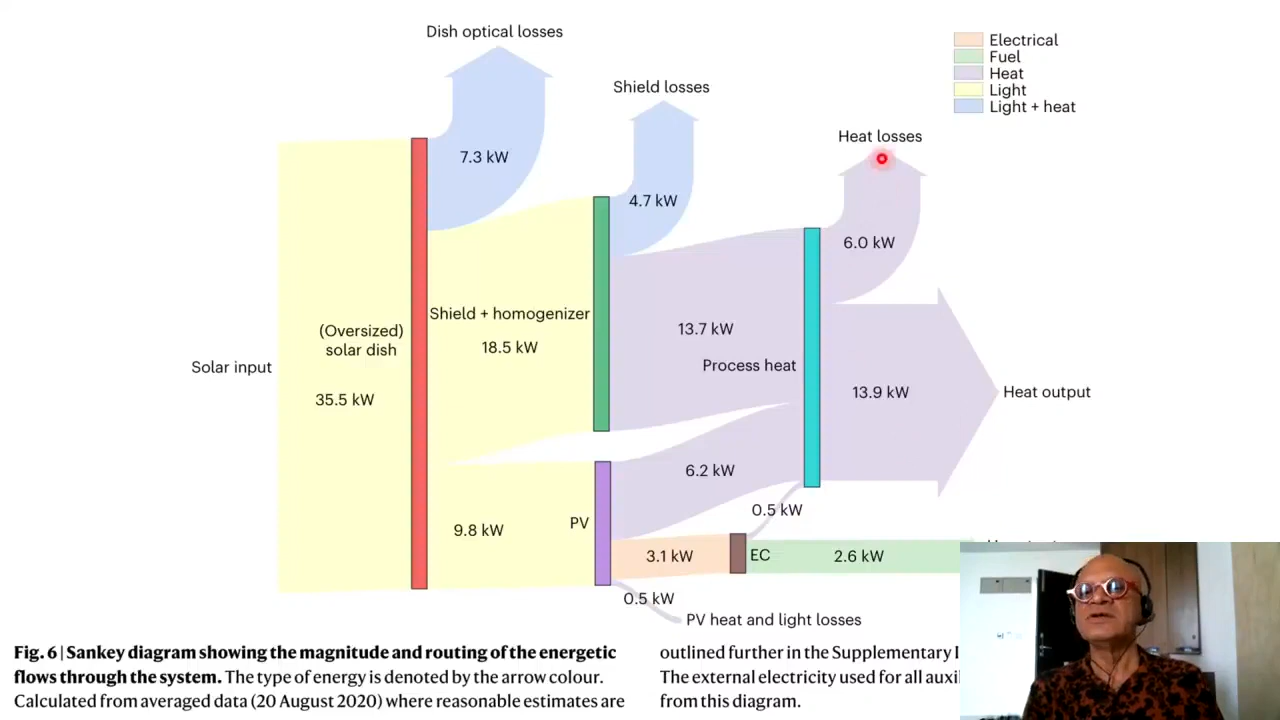 Dish optical losses
Electrical
Fuel
Heat
Light
Light + heat
Shield losses
Heat losses
7.3 kW
4.7 kW
6.0 kW
Shield + homogenizer
18.5 kW
(Oversized)
solar dish
13.7 kW
Process heat
Solar input
35.5 kW
13.9 kW
Heat output
6.2 kW
0.5 kW
9.8 kW
PV
3.1 kW
EC
2.6 kW
0.5 kW
PV heat and light losses
Fig. 6 | Sankey diagram showing the magnitude and routing of the energetic
flows through the system. The type of energy is denoted by the arrow colour.
Calculated from averaged data (20 August 2020) where reasonable estimates are
outlined further in the Supplementary
The external electricity used for all
from this diagram.